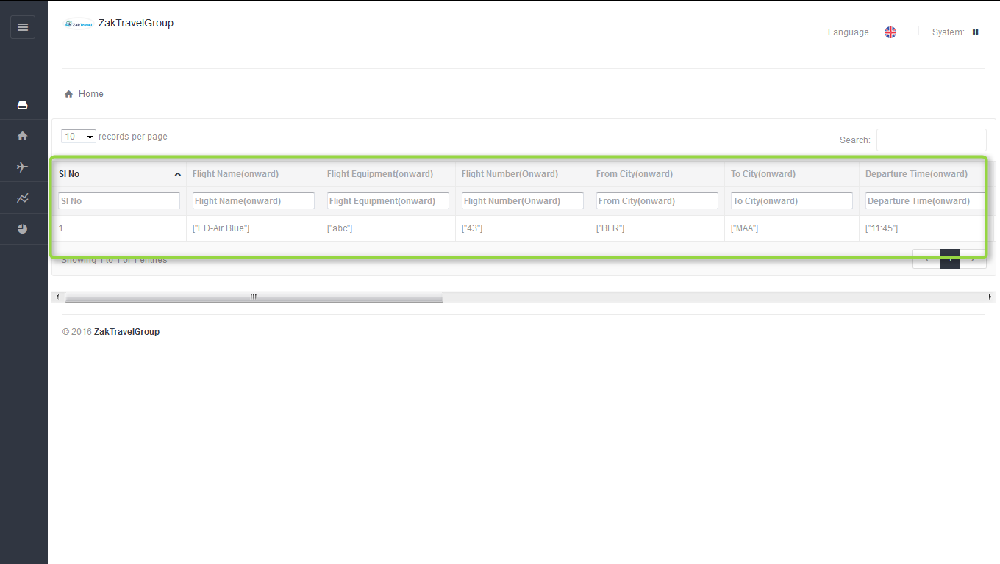 ZakTravel ZakTravelGroup
Language System:
Home
10 records per page
Search:
Sl No Flight Name(onward) Flight Equipment(onward) Flight Number(Onward) From City(onward) To City(onward) Departure Time(onward)
Sl No Flight Name(onward) Flight Equipment(onward) Flight Number(Onward) From City(onward) To City(onward) Departure Time(onward)
1 ["ED-Air Blue"] ["abc"] ["43"] ["BLR"] ["MAA"] ["11:45"]
Showing 1 to 1 of 1 entries
1
© 2016 ZakTravelGroup